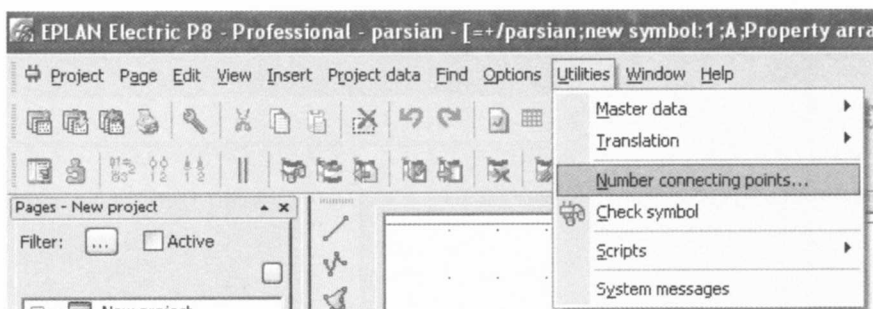 EPLAN Electric P8 - Professional - parsian - [=+/parsian;new symbol:1;A;Property arra
Project Page Edit View Insert Project data Find Options Utilities Window Help
Master data
Translation
Number connecting points...
Check symbol
Scripts
System messages
Pages - New project
Filter: ... Active
New project